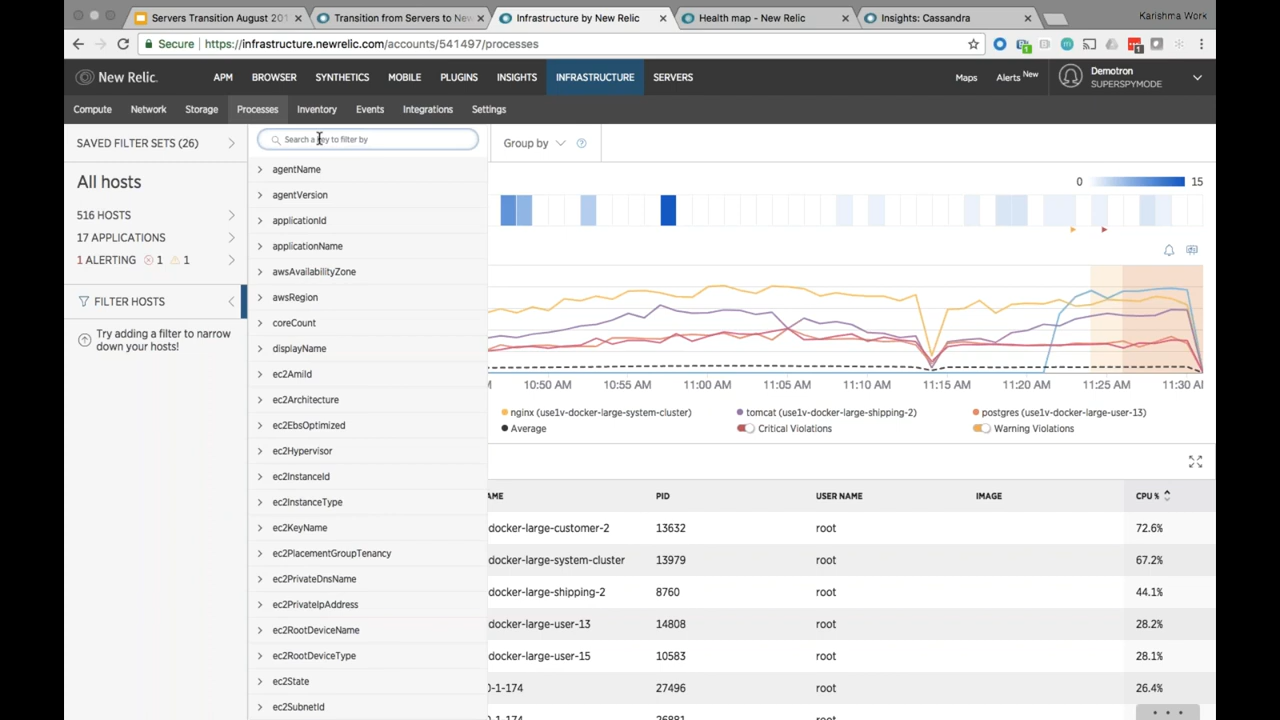 Servers Transition August 201
Transition from Servers to New
Infrastructure by New Relic
Health map - New Relic
Insights: Cassandra
Karishma Work
Secure
https://infrastructure.newrelic.com/accounts/541497/processes
New Relic.
APM
BROWSER
SYNTHETICS
MOBILE
PLUGINS
INSIGHTS
INFRASTRUCTURE
SERVERS
Maps
Alerts New
Demotron
SUPERSPYMODE
Compute
Network
Storage
Processes
Inventory
Events
Integrations
Settings
SAVED FILTER SETS (26)
Search a key to filter by
Group by
All hosts
516 HOSTS
17 APPLICATIONS
1 ALERTING 1 1
FILTER HOSTS
Try adding a filter to narrow
down your hosts!
agentName
agentVersion
applicationId
applicationName
awsAvailabilityZone
awsRegion
coreCount
displayName
ec2AmiId
ec2Architecture
ec2EbsOptimized
ec2Hypervisor
ec2InstanceId
ec2InstanceType
ec2KeyName
ec2PlacementGroupTenancy
ec2PrivateDnsName
ec2PrivateIpAddress
ec2RootDeviceName
ec2RootDeviceType
ec2State
ec2SubnetId
0 15
M 10:50 AM 10:55 AM 11:00 AM 11:05 AM 11:10 AM 11:15 AM 11:20 AM 11:25 AM 11:30 AM
nginx (use1v-docker-large-system-cluster)
tomcat (use1v-docker-large-shipping-2)
postgres (use1v-docker-large-user-13)
Average
Critical Violations
Warning Violations
AME PID USER NAME IMAGE CPU %
docker-large-customer-2 13632 root 72.6%
docker-large-system-cluster 13979 root 67.2%
docker-large-shipping-2 8760 root 44.1%
docker-large-user-13 14808 root 28.2%
docker-large-user-15 10583 root 28.1%
0-1-174 27496 root 26.4%